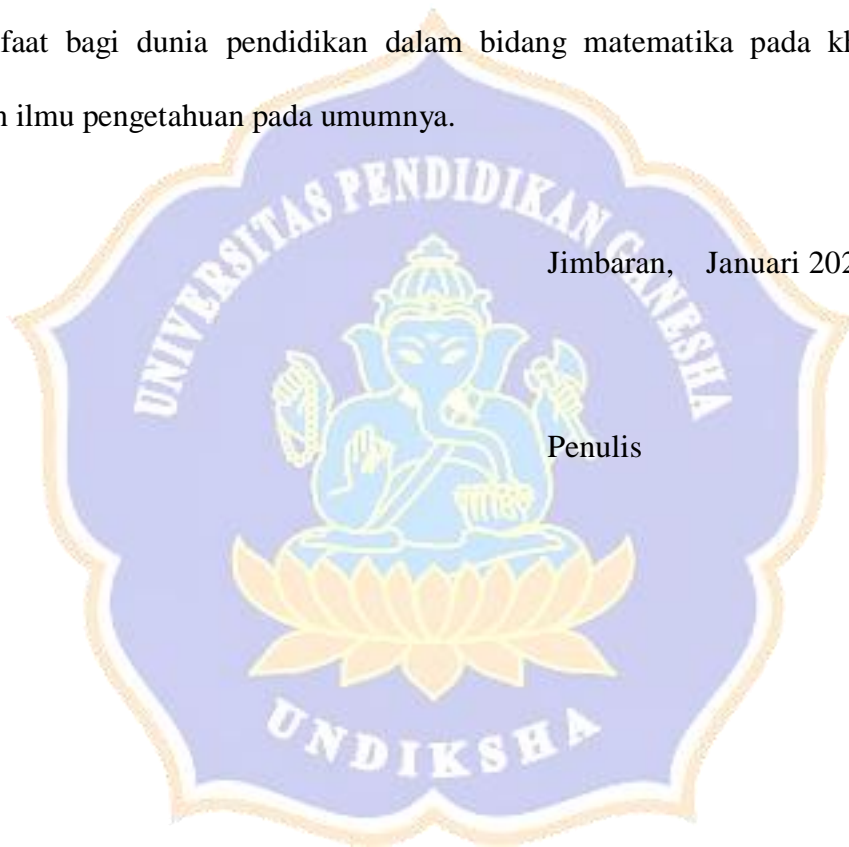 faat bagi dunia pendidikan dalam bidang matematika pada kh
n ilmu pengetahuan pada umumnya.
UNIVERSITAS PENDIDIKAN GANESHA
Jimbaran, Januari 202
Penulis
UNDIKSHA